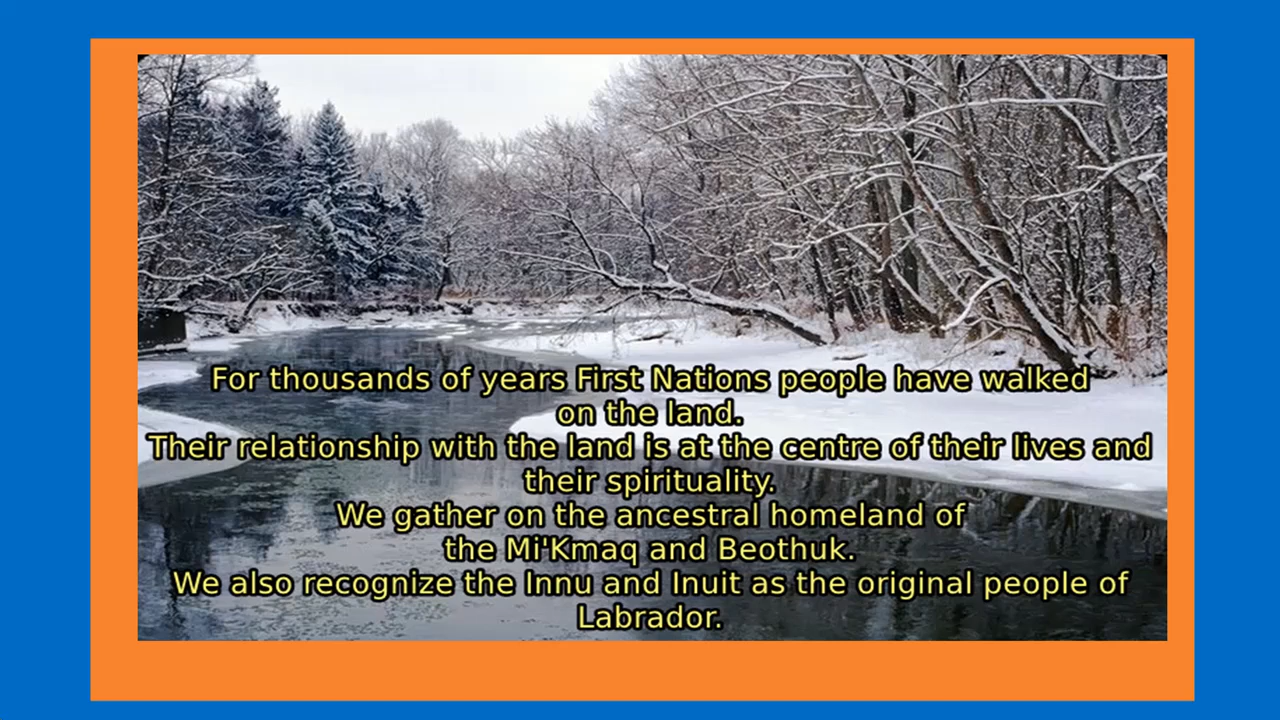 For thousands of years First Nations people have walked
on the land.
Their relationship with the land is at the centre of their lives and
their spirituality.
We gather on the ancestral homeland of
the Mi'Kmaq and Beothuk.
We also recognize the Innu and Inuit as the original people of
Labrador.